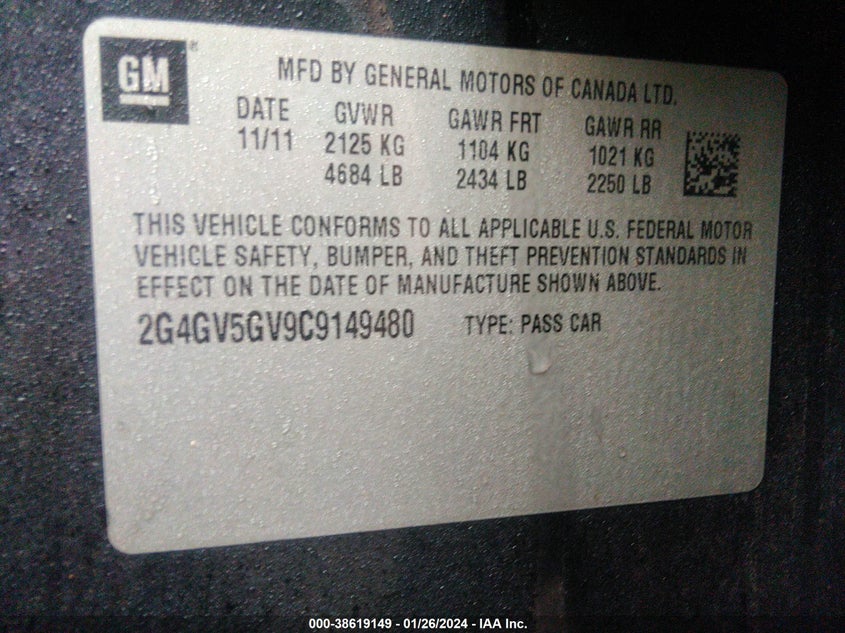 GM ®
MFD BY GENERAL MOTORS OF CANADA LTD.
DATE GVWR GAWR FRT GAWR RR
11/11 2125 KG 1104 KG 1021 KG
4684 LB 2434 LB 2250 LB
THIS VEHICLE CONFORMS TO ALL APPLICABLE U.S. FEDERAL MOTOR
VEHICLE SAFETY, BUMPER, AND THEFT PREVENTION STANDARDS IN
EFFECT ON THE DATE OF MANUFACTURE SHOWN ABOVE.
2G4GV5GV9C9149480 TYPE: PASS CAR
000-38619149 - 01/26/2024 - IAA Inc.